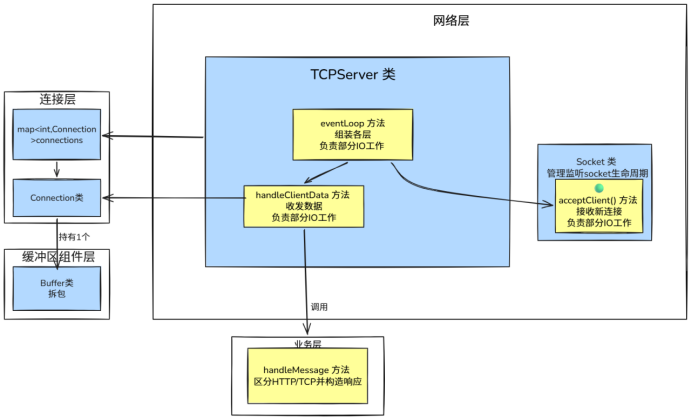 网络层
TCPServer 类
eventLoop 方法
组装各层
负责部分IO工作
handleClientData 方法
收发数据
负责部分IO工作
Socket 类
管理监听socket生命周期
acceptClient() 方法
接收新连接
负责部分IO工作
连接层
map<int,Connection
>connections
Connection类
持有1个
缓冲区组件层
Buffer类
拆包
调用
业务层
handleMessage 方法
区分HTTP/TCP并构造响应